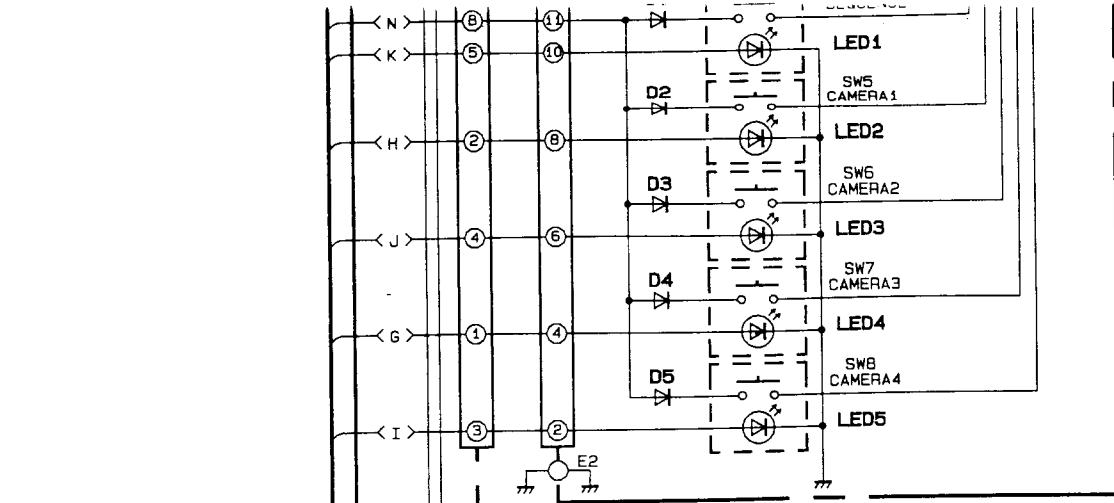 N 8 11
LED1
K 5 10
SW5
D2 CAMERA1
LED2
H 2 8
SW6
D3 CAMERA2
LED3
J 4 6
SW7
D4 CAMERA3
LED4
G 1 4
SW8
D5 CAMERA4
LED5
I 3 2
E2